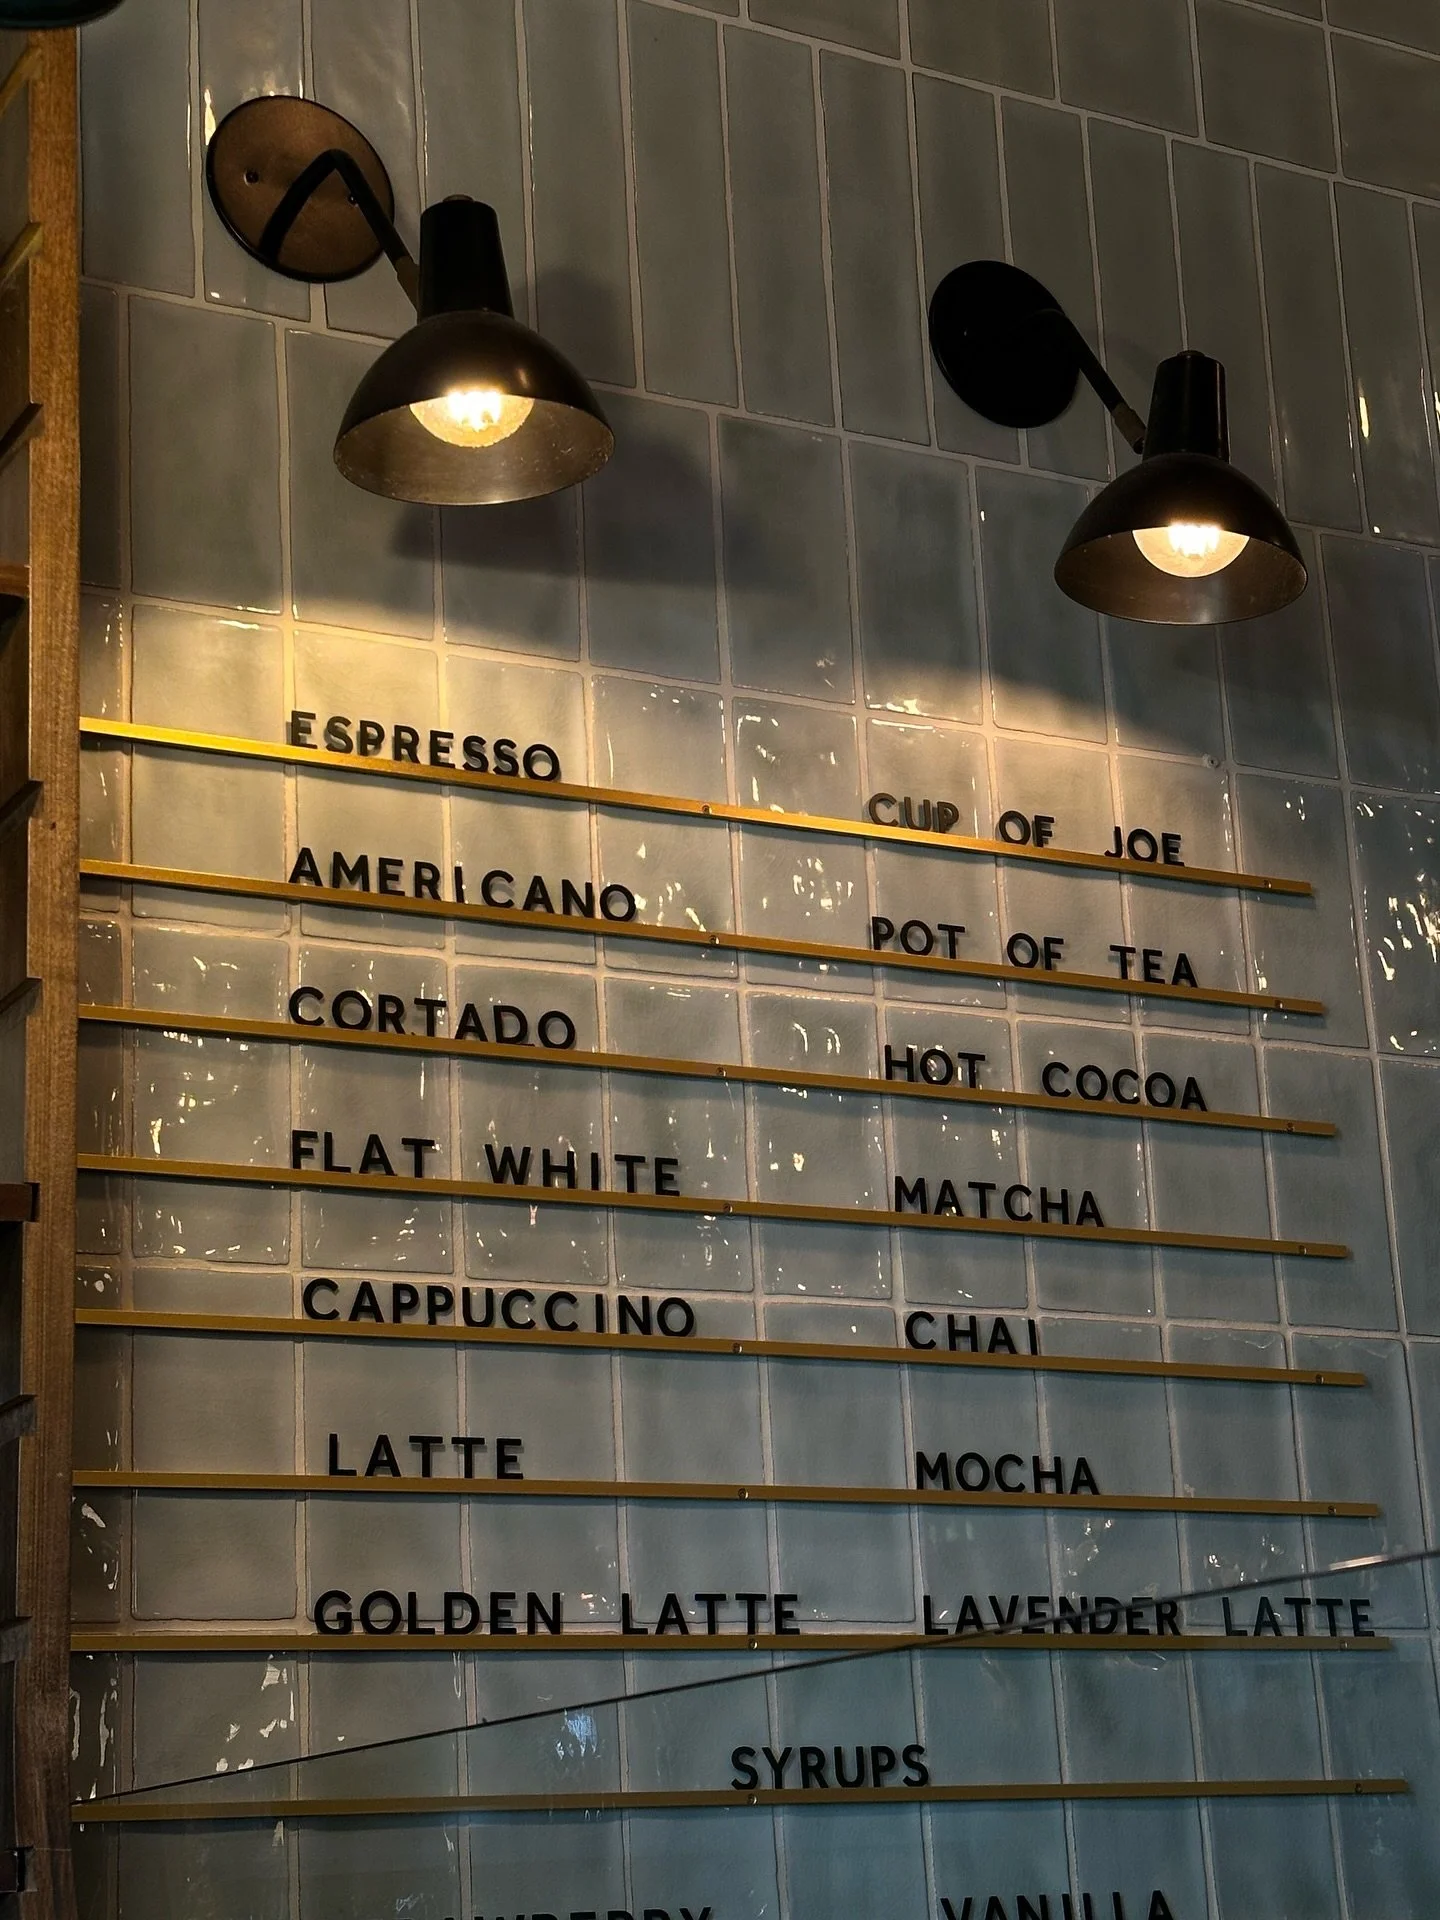 ESPRESSO
CUP OF JOE
AMERICANO
POT OF TEA
CORTADO
HOT COCOA
FLAT WHITE
MATCHA
CAPPUCCINO
CHAI
LATTE
MOCHA
GOLDEN LATTE
LAVENDER LATTE
SYRUPS
VANILLA